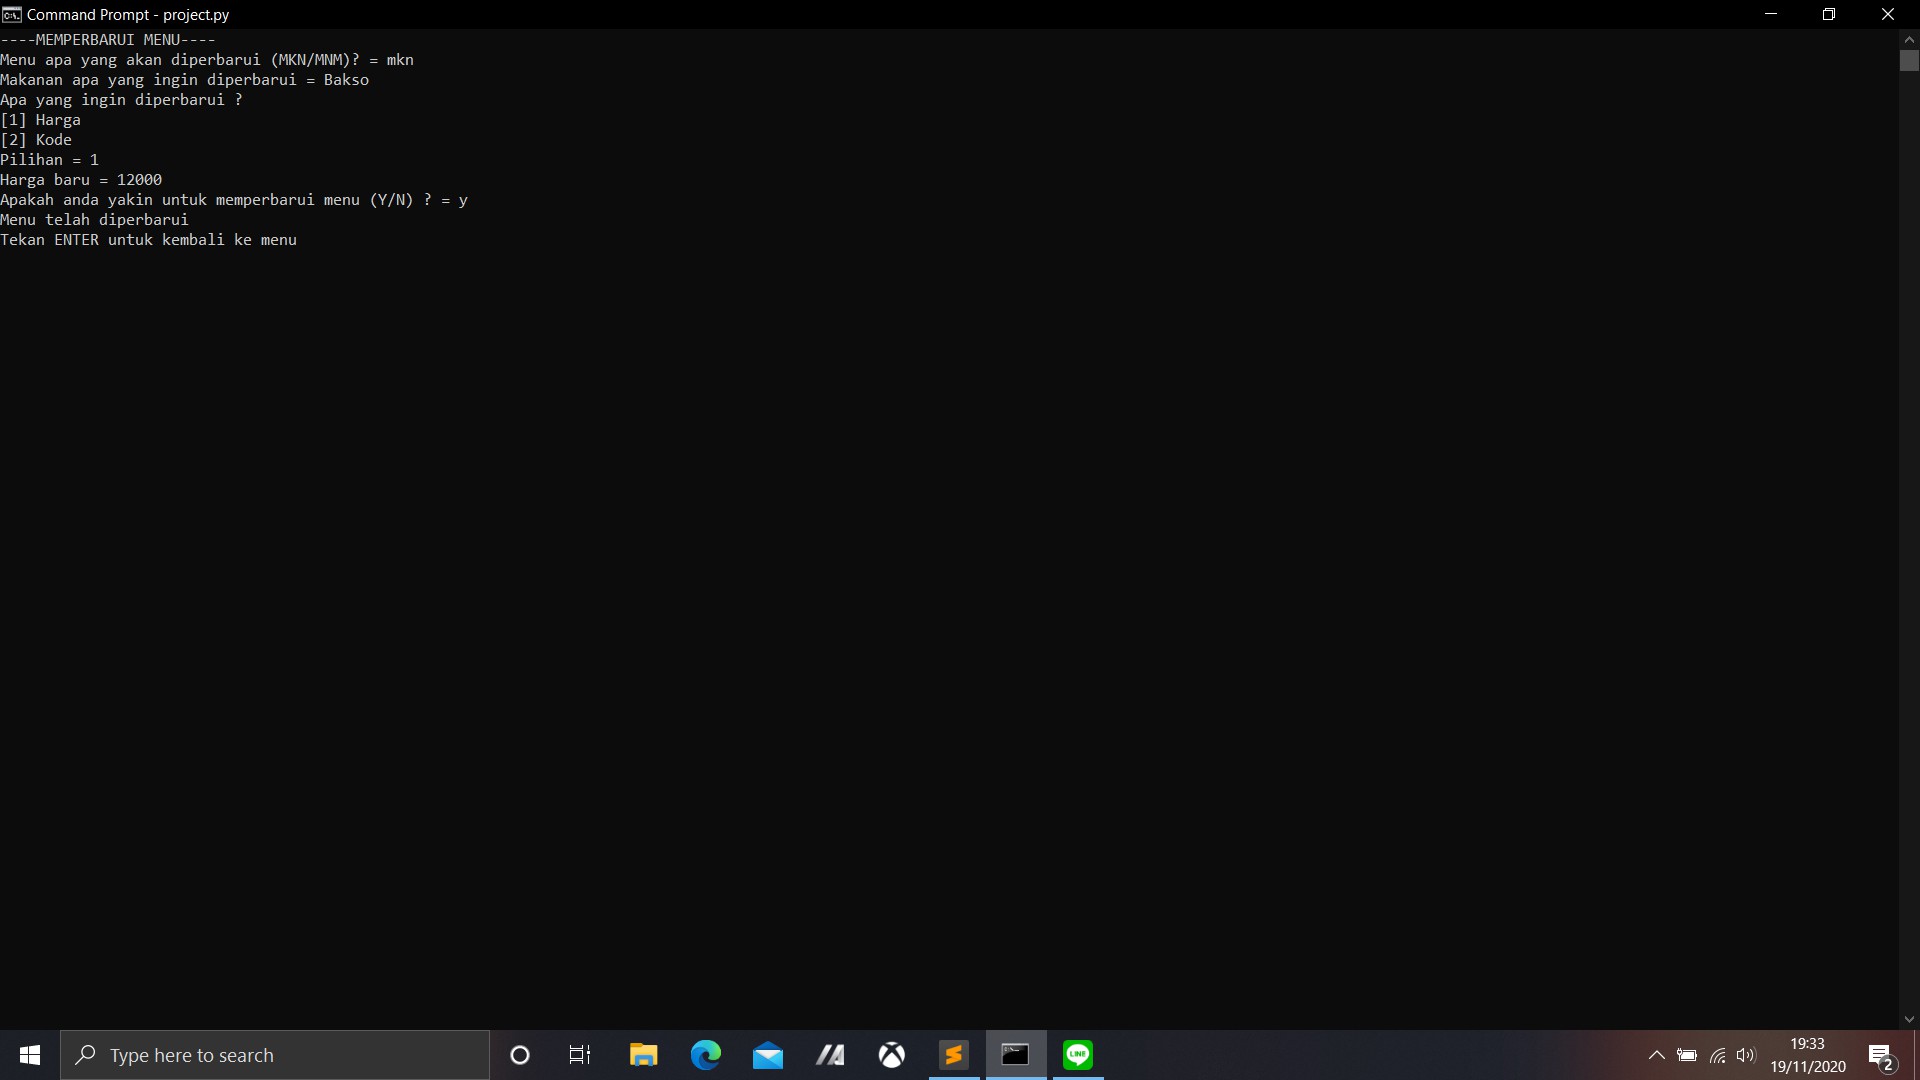 Command Prompt - project.py
----MEMPERBARUI MENU----
Menu apa yang akan diperbarui (MKN/MNM)? = mkn
Makanan apa yang ingin diperbarui = Bakso
Apa yang ingin diperbarui ?
[1] Harga
[2] Kode
Pilihan = 1
Harga baru = 12000
Apakah anda yakin untuk memperbarui menu (Y/N) ? = y
Menu telah diperbarui
Tekan ENTER untuk kembali ke menu
Type here to search
LINE
19:33
19/11/2020
2